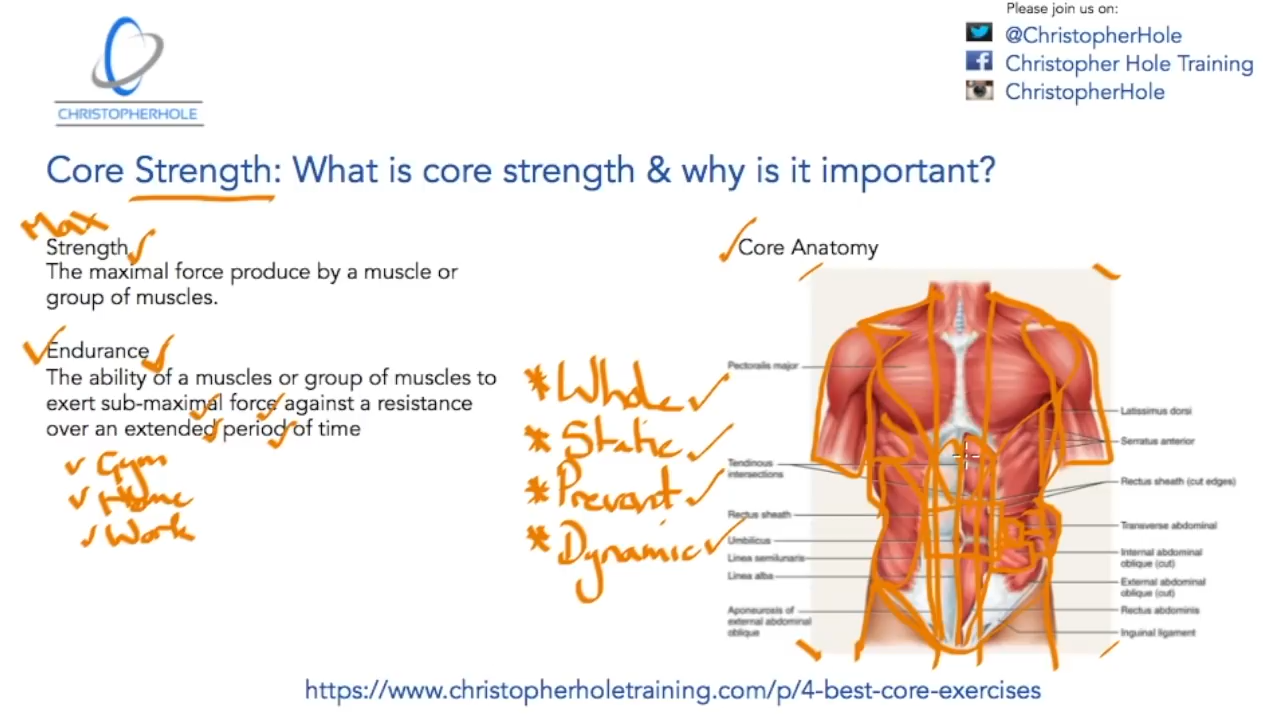 Please join us on:
@ChristopherHole
Christopher Hole Training
ChristopherHole
CHRISTOPHERHOLE
Core Strength: What is core strength & why is it important?
Max
Strength
The maximal force produce by a muscle or
group of muscles.
Endurance
The ability of a muscles or group of muscles to
exert sub-maximal force against a resistance
over an extended period of time
Gym
Home
Work
* Whole
* Static
* Prevent
* Dynamic
Core Anatomy
Pectoralis major
Tendinous
intersections
Rectus sheath
Umbilicus
Linea semilunaris
Linea alba
Aponeurosis of
external abdominal
oblique
Latissimus dorsi
Serratus anterior
Rectus sheath (cut edges)
Transverse abdominal
Internal abdominal
oblique (cut)
External abdominal
oblique (cut)
Rectus abdominis
Inguinal ligament
https://www.christopherholetraining.com/p/4-best-core-exercises